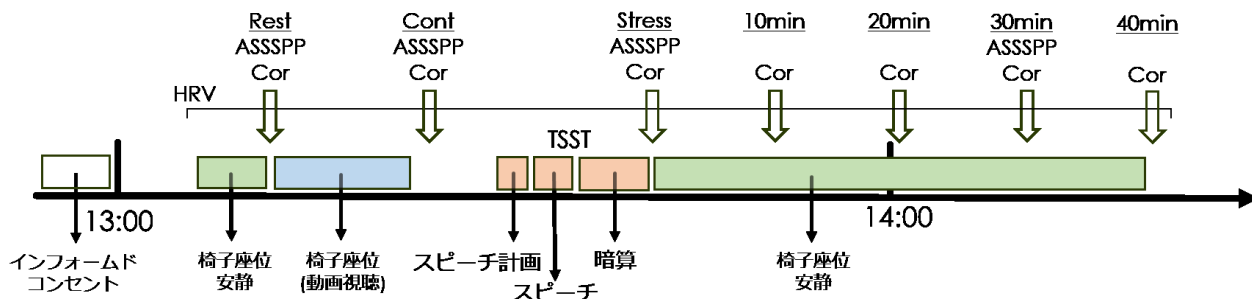 Rest
ASSSPP
Cor
Cont
ASSSPP
Cor
Stress
ASSSPP
Cor
10min
Cor
20min
Cor
30min
ASSSPP
Cor
40min
Cor
HRV
TSST
13:00
14:00
インフォームド
コンセント
椅子座位
安静
椅子座位
(動画視聴)
スピーチ計画
スピーチ
暗算
椅子座位
安静